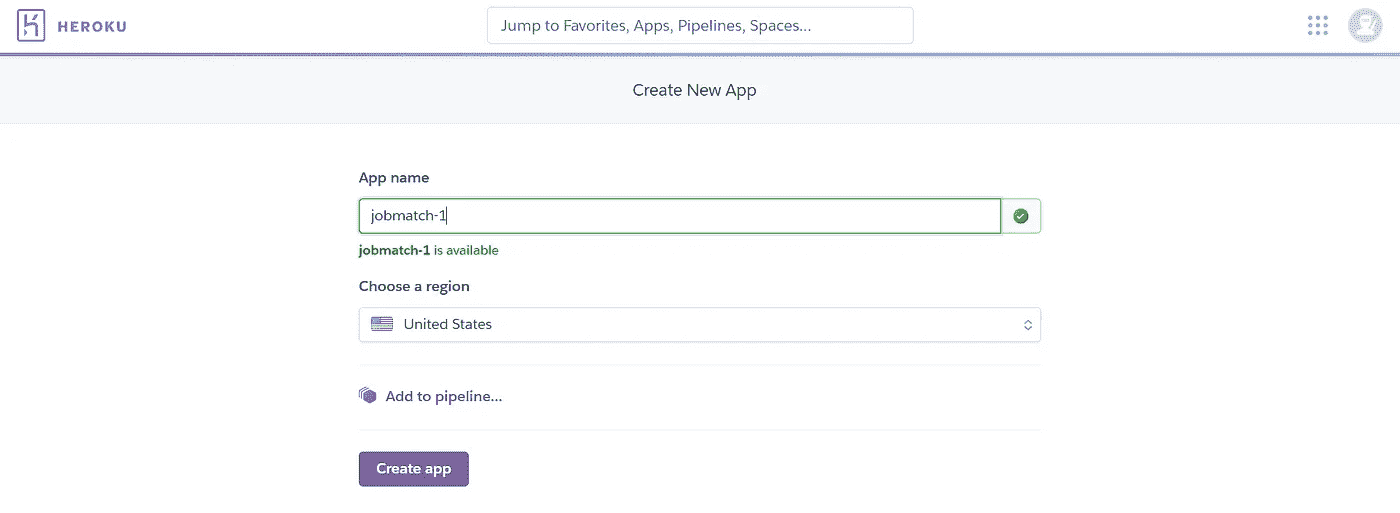 HEROKU
Jump to Favorites, Apps, Pipelines, Spaces...
Create New App
App name
jobmatch-1
jobmatch-1 is available
Choose a region
United States
Add to pipeline...
Create app